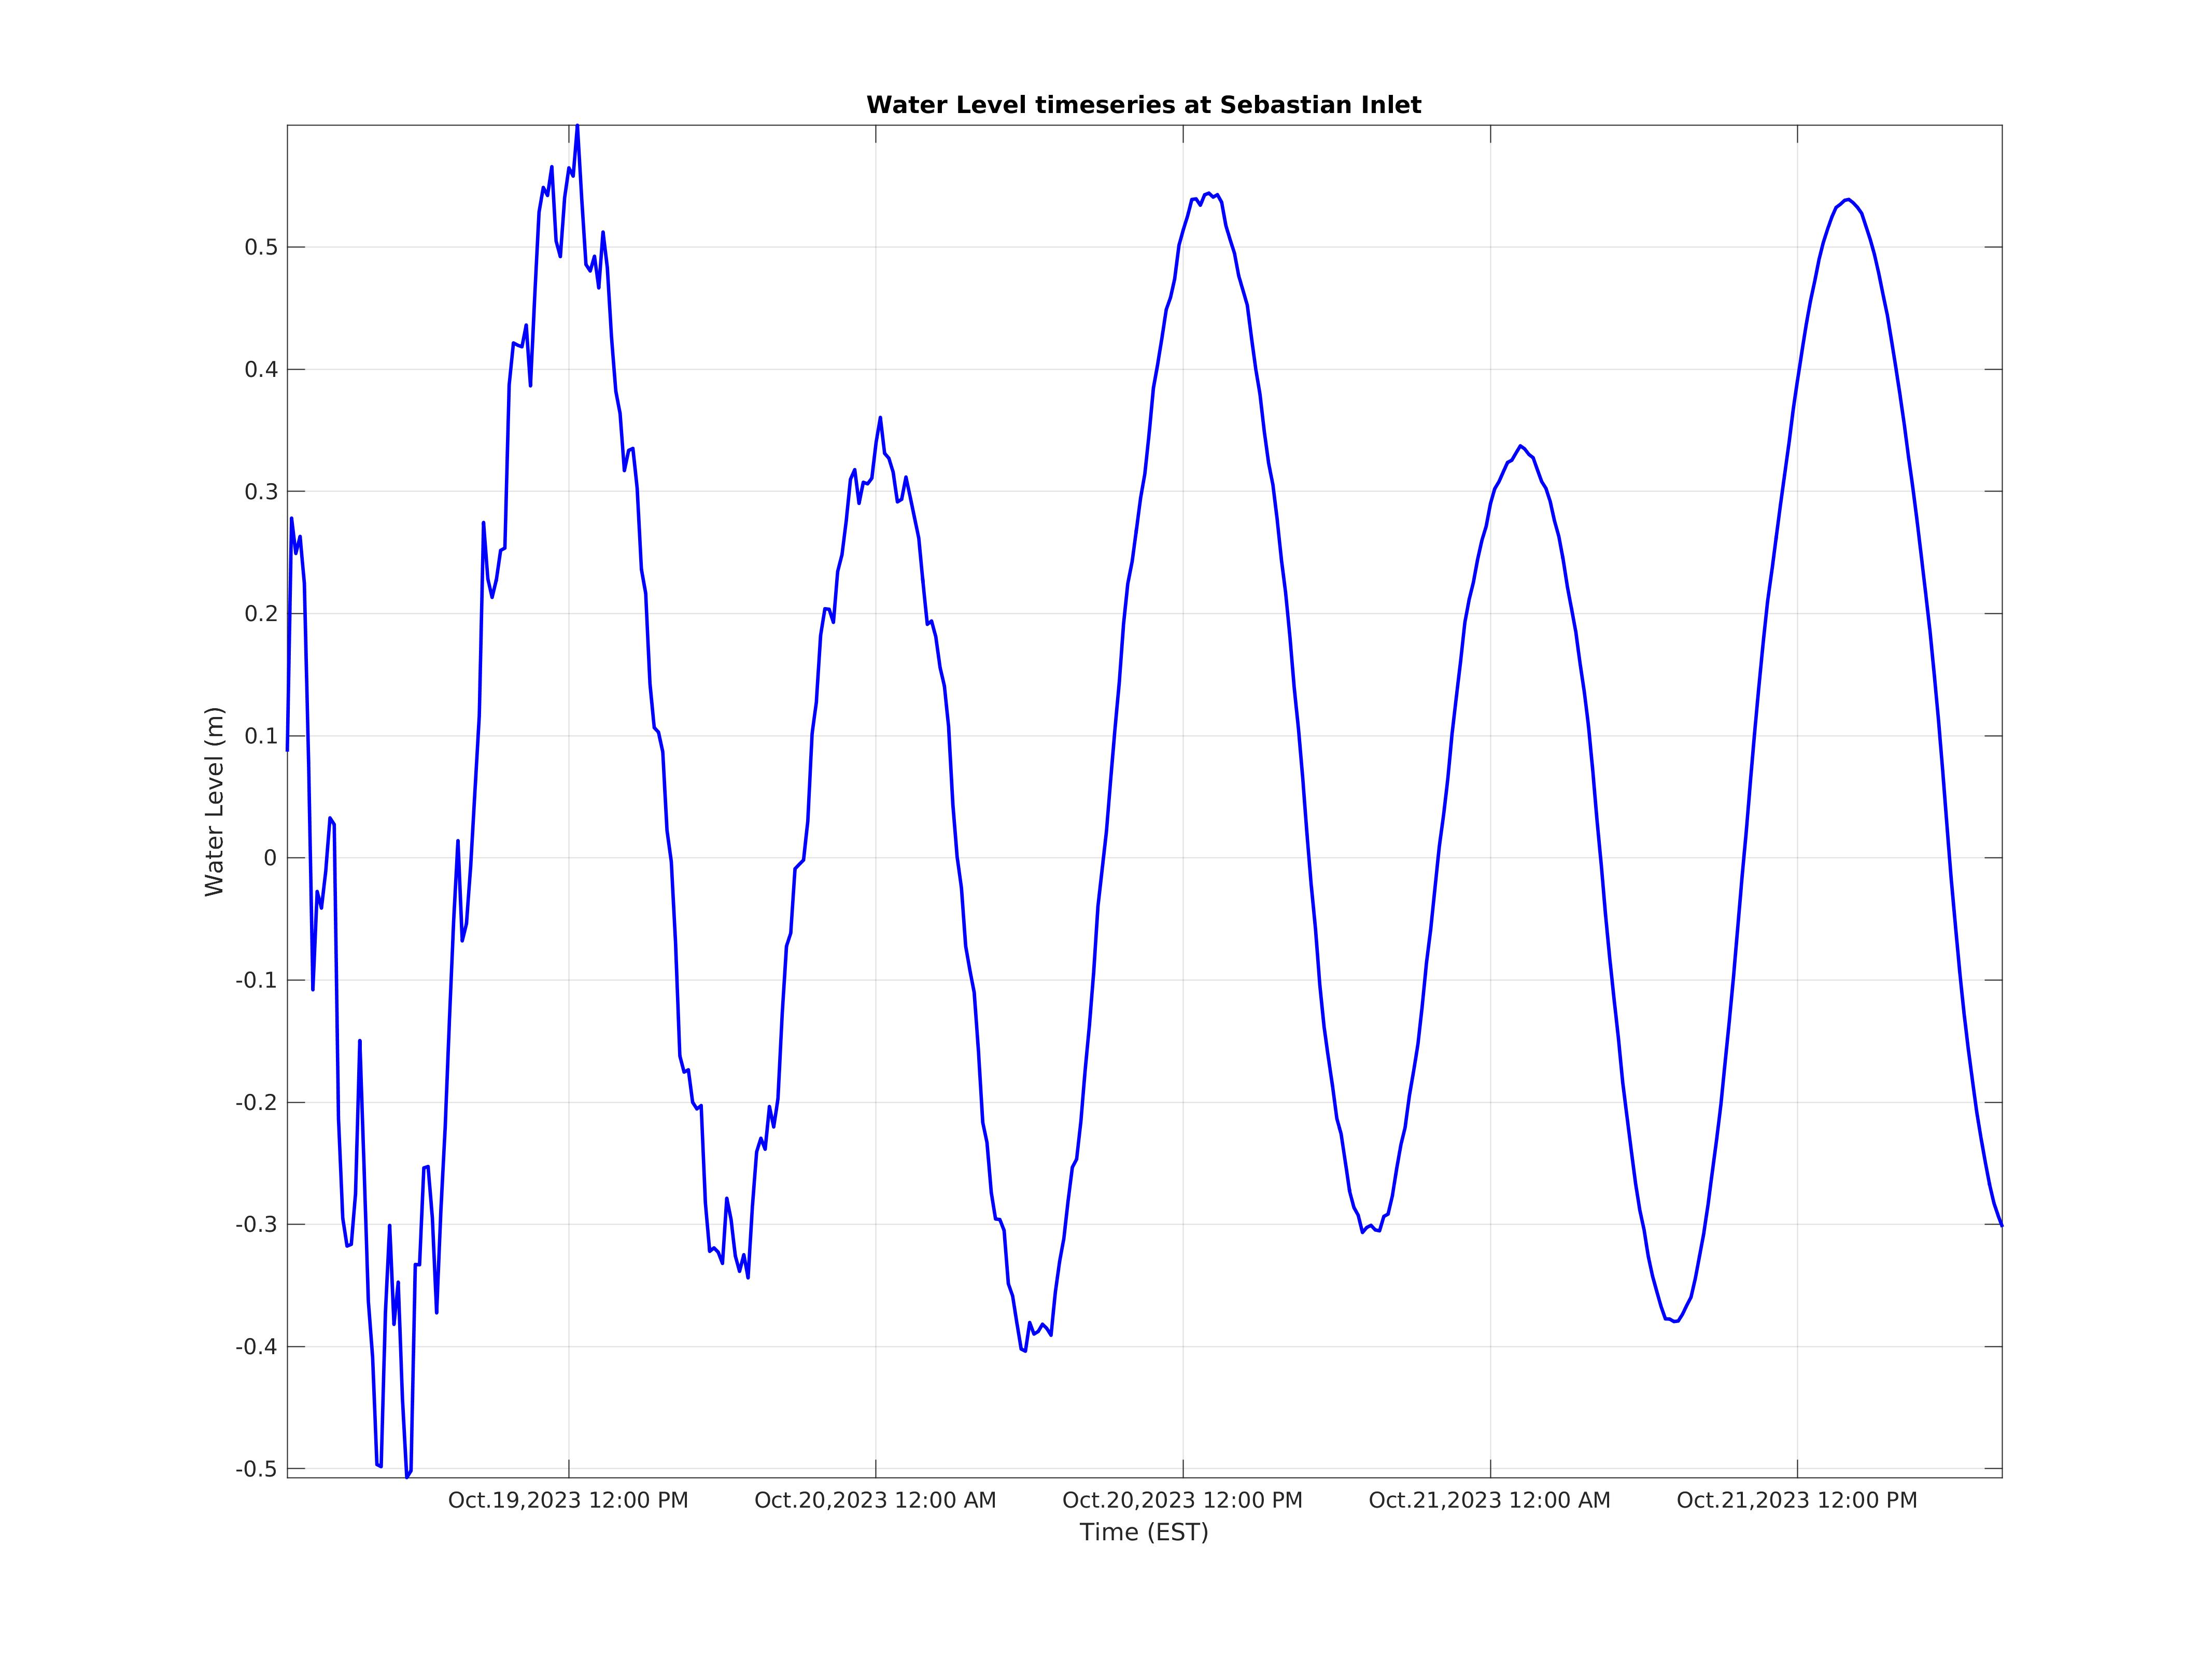 Water Level timeseries at Sebastian Inlet
0.5
0.4
0.3
0.2
0.1
0
-0.1
-0.2
-0.3
-0.4
-0.5
Water Level (m)
Oct.19,2023 12:00 PM
Oct.20,2023 12:00 AM
Oct.20,2023 12:00 PM
Oct.21,2023 12:00 AM
Oct.21,2023 12:00 PM
Time (EST)